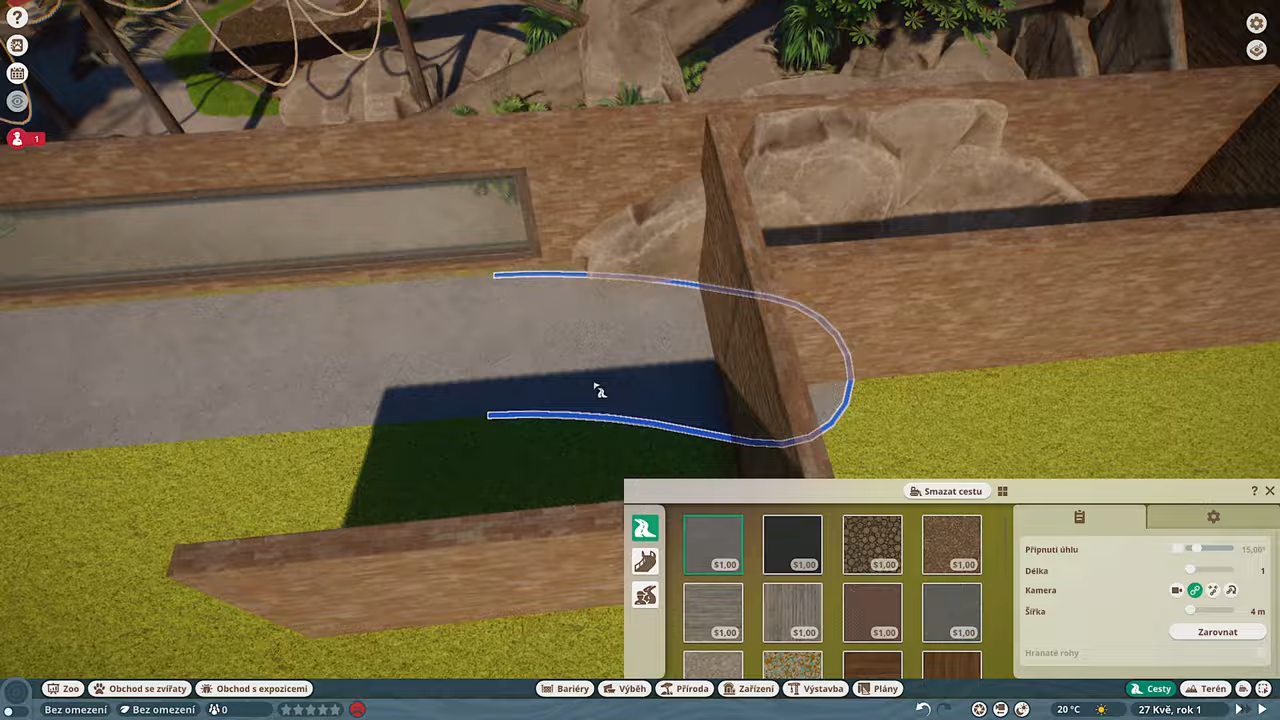 ?
1
Smazat cestu
?
$1,00 $1,00 $1,00 $1,00
$1,00 $1,00 $1,00 $1,00
Připnutí úhlu 15,00°
Délka 1
Kamera
Šířka 4 m
Zarovnat
Hranaté rohy
Zoo Obchod se zvířaty Obchod s expozicemi Bariéry Výběh Příroda Zařízení Výstavba Plány Cesty Terén
Bez omezení Bez omezení 0 20 °C 27 Kvě, rok 1